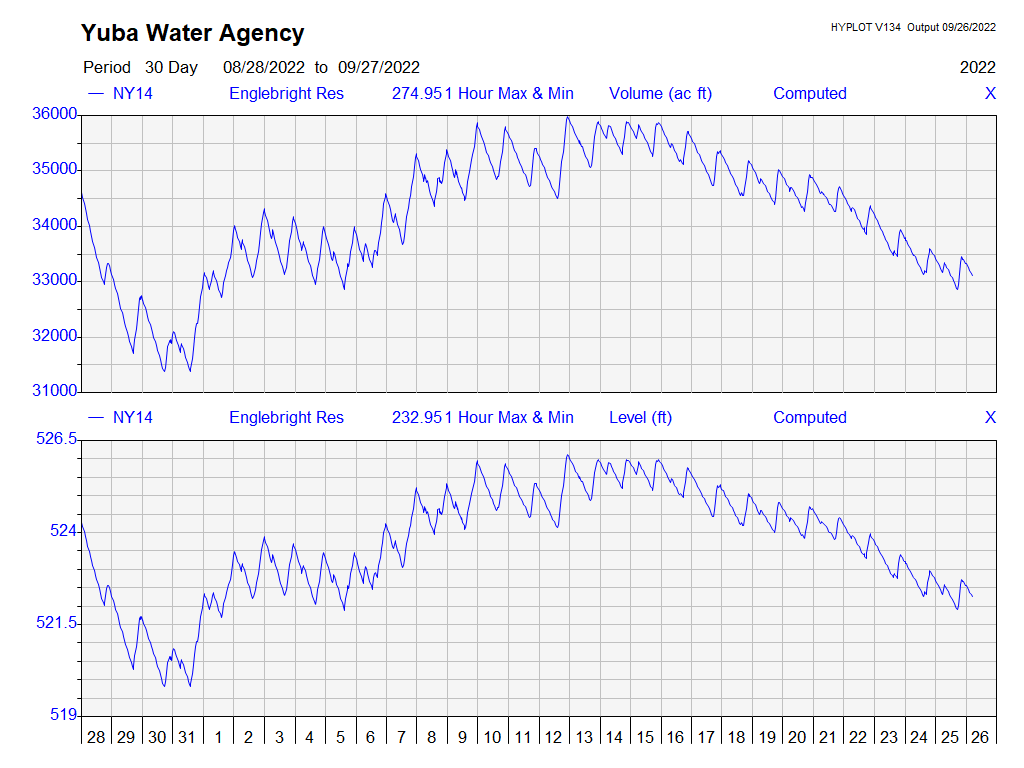 Yuba Water Agency
HYPLOT V134 Output 09/26/2022
Period 30 Day 08/28/2022 to 09/27/2022 2022
NY14 Englebright Res 274.951 Hour Max & Min Volume (ac ft) Computed X
36000
35000
34000
33000
32000
31000
NY14 Englebright Res 232.951 Hour Max & Min Level (ft) Computed X
526.5
524
521.5
519
28 29 30 31 1 2 3 4 5 6 7 8 9 10 11 12 13 14 15 16 17 18 19 20 21 22 23 24 25 26